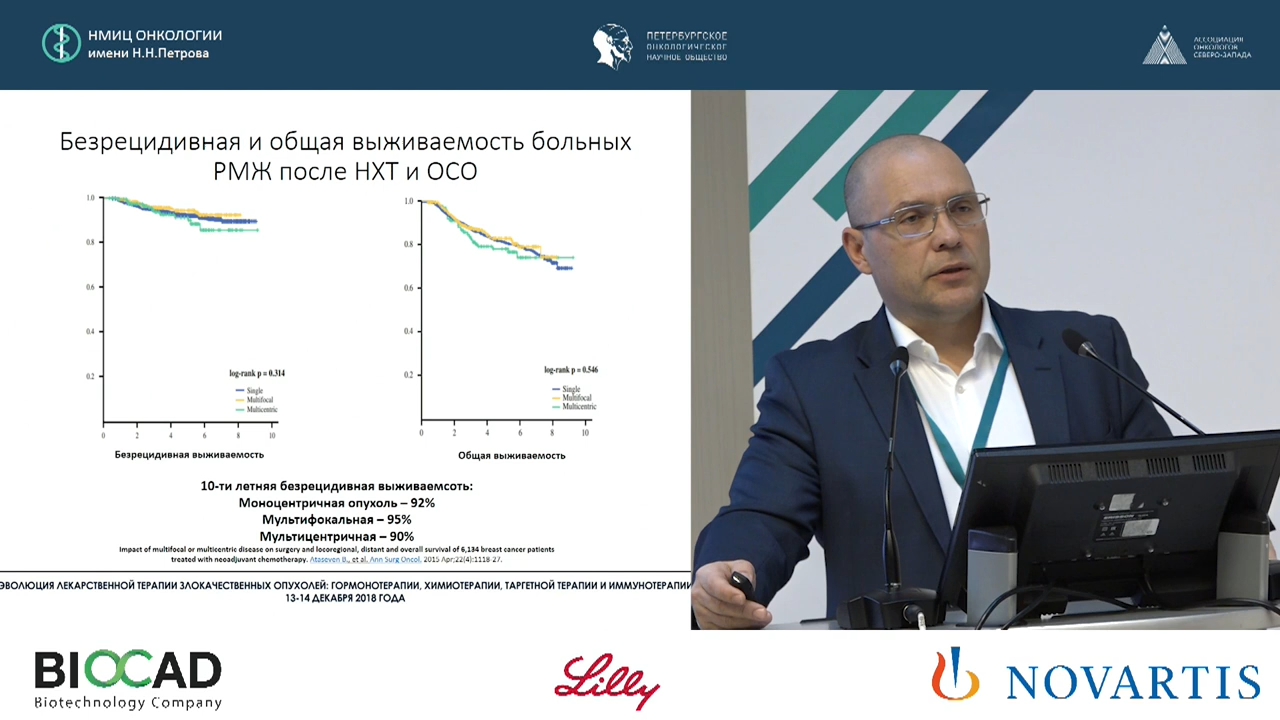 НМИЦ ОНКОЛОГИИ
имени Н.Н.Петрова
ПЕТЕРБУРГСКОЕ
ОНКОЛОГИЧЕСКОЕ
НАУЧНОЕ ОБЩЕСТВО
АССОЦИАЦИЯ
ОНКОЛОГОВ
СЕВЕРО-ЗАПАДА
Безрецидивная и общая выживаемость больных
РМЖ после НХТ и ОСО
1.0
0.8
0.6
0.4
0.2
log-rank p = 0.314
Single
Multifocal
Multicentric
0 2 4 6 8 10
Безрецидивная выживаемость
1.0
0.8
0.6
0.4
0.2
log-rank p = 0.546
Single
Multifocal
Multicentric
0 2 4 6 8 10
Общая выживаемость
10-ти летняя безрецидивная выживаемсоть:
Моноцентричная опухоль – 92%
Мультифокальная – 95%
Мультицентричная – 90%
Impact of multifocal or multicentric disease on surgery and locoregional, distant and overall survival of 6,134 breast cancer patients
treated with neoadjuvant chemotherapy. Ataseven B., et al. Ann Surg Oncol. 2015 Apr;22(4):1118-27.
ЭВОЛЮЦИЯ ЛЕКАРСТВЕННОЙ ТЕРАПИИ ЗЛОКАЧЕСТВЕННЫХ ОПУХОЛЕЙ: ГОРМОНОТЕРАПИИ, ХИМИОТЕРАПИИ, ТАРГЕТНОЙ ТЕРАПИИ И ИММУНОТЕРАПИИ
13-14 ДЕКАБРЯ 2018 ГОДА
BIOCAD
Biotechnology Company
Lilly
NOVARTIS